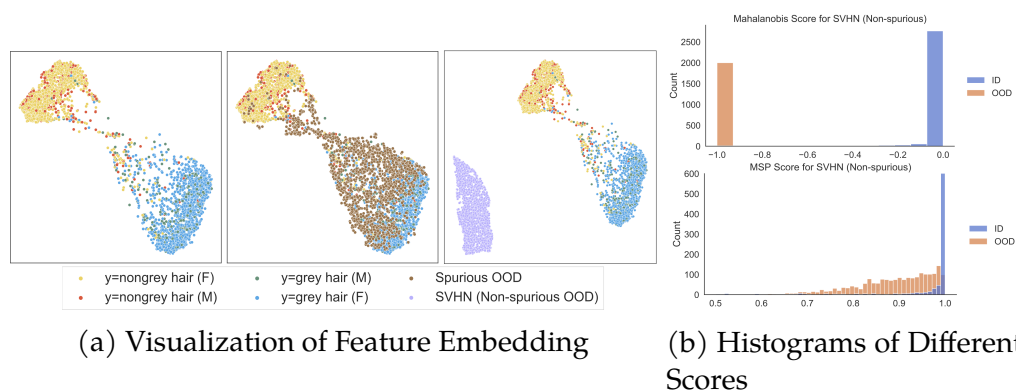 Mahalanobis Score for SVHN (Non-spurious)
2500
2000
1500
1000
500
0
Count
ID
OOD
−1.0 −0.8 −0.6 −0.4 −0.2 0.0
MSP Score for SVHN (Non-spurious)
600
500
400
300
200
100
0
Count
ID
OOD
0.5 0.6 0.7 0.8 0.9 1.0
y=nongrey hair (F) y=grey hair (M) Spurious OOD
y=nongrey hair (M) y=grey hair (F) SVHN (Non-spurious OOD)
(a) Visualization of Feature Embedding
(b) Histograms of Different
Scores